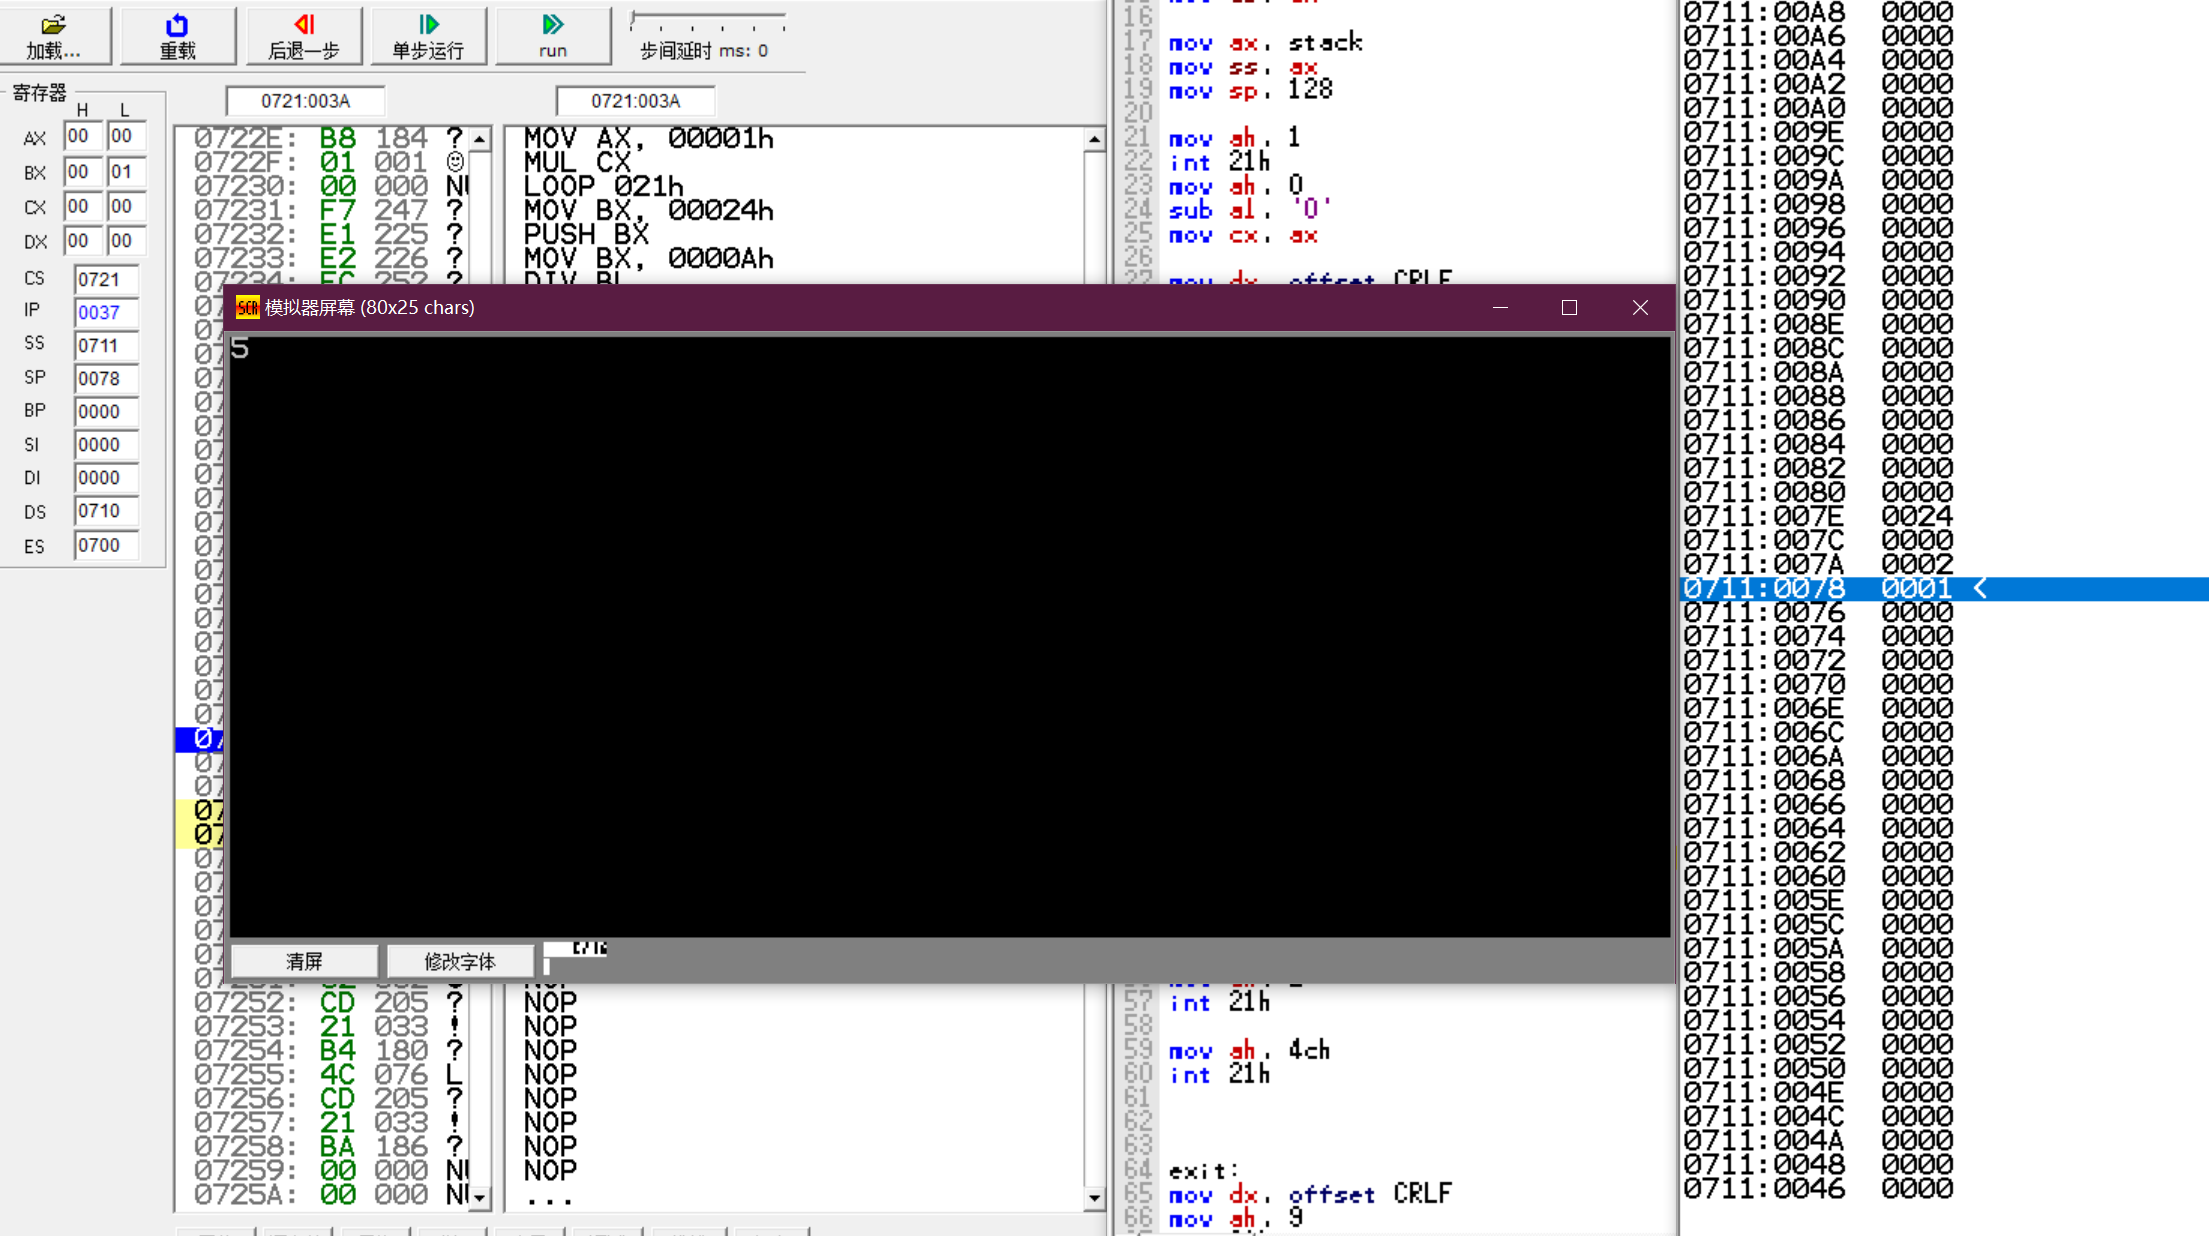 加载...
重载
后退一步
单步运行
run
步间延时 ms: 0
寄存器
H L
AX 00 00
BX 00 01
CX 00 00
DX 00 00
CS 0721
IP 0037
SS 0711
SP 0078
BP 0000
SI 0000
DI 0000
DS 0710
ES 0700
0721:003A
0721:003A
0722E: B8 184 ?
0722F: 01 001 ☺
07230: 00 000 NU
07231: F7 247 ?
07232: E1 225 ?
07233: E2 226 ?
07234: EC 252 ?
MOV AX, 00001h
MUL CX
LOOP 021h
MOV BX, 00024h
PUSH BX
MOV BX, 0000Ah
DIV BL
模拟器屏幕 (80x25 chars)
5
清屏
修改字体
07252: CD 205 ?
07253: 21 033 !
07254: B4 180 ?
07255: 4C 076 L
07256: CD 205 ?
07257: 21 033 !
07258: BA 186 ?
07259: 00 000 NU
0725A: 00 000 NU
NOP
NOP
NOP
NOP
NOP
NOP
NOP
NOP
NOP
...
16
17 mov ax, stack
18 mov ss, ax
19 mov sp, 128
20
21 mov ah, 1
22 int 21h
23 mov ah, 0
24 sub al, '0'
25 mov cx, ax
26
27 mov dx, offset CRLF
57 int 21h
58
59 mov ah, 4ch
60 int 21h
61
62
63
64 exit:
65 mov dx, offset CRLF
66 mov ah, 9
0711:00A8 0000
0711:00A6 0000
0711:00A4 0000
0711:00A2 0000
0711:00A0 0000
0711:009E 0000
0711:009C 0000
0711:009A 0000
0711:0098 0000
0711:0096 0000
0711:0094 0000
0711:0092 0000
0711:0090 0000
0711:008E 0000
0711:008C 0000
0711:008A 0000
0711:0088 0000
0711:0086 0000
0711:0084 0000
0711:0082 0000
0711:0080 0000
0711:007E 0024
0711:007C 0000
0711:007A 0002
0711:0078 0001 <
0711:0076 0000
0711:0074 0000
0711:0072 0000
0711:0070 0000
0711:006E 0000
0711:006C 0000
0711:006A 0000
0711:0068 0000
0711:0066 0000
0711:0064 0000
0711:0062 0000
0711:0060 0000
0711:005E 0000
0711:005C 0000
0711:005A 0000
0711:0058 0000
0711:0056 0000
0711:0054 0000
0711:0052 0000
0711:0050 0000
0711:004E 0000
0711:004C 0000
0711:004A 0000
0711:0048 0000
0711:0046 0000